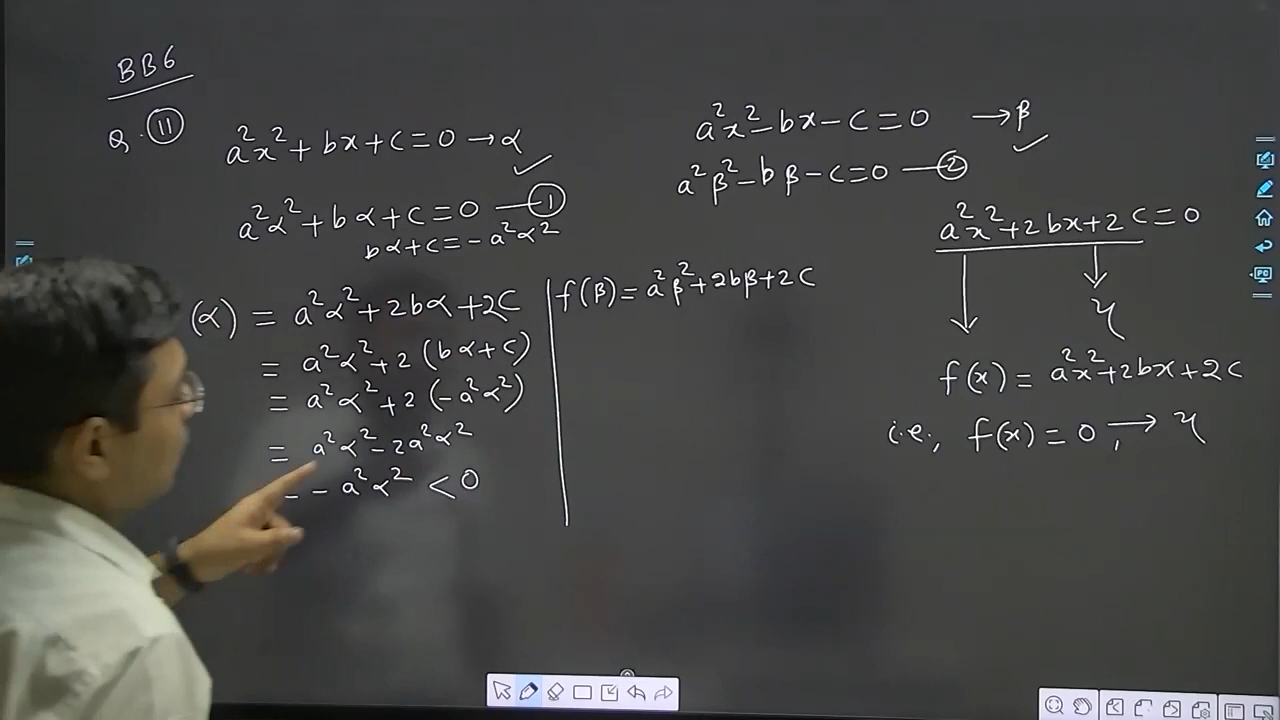 BB6
Q. 11
a²x² + bx + c = 0 → α
a²α² + bα + c = 0 — 1
bα + c = -a²α²
(α) = a²α² + 2bα + 2c
= a²α² + 2(bα + c)
= a²α² + 2(-a²α²)
= a²α² - 2a²α²
- - a²α² < 0
f(β) = a²β² + 2bβ + 2c
a²x² - bx - c = 0 → β
a²β² - bβ - c = 0 — 2
a²x² + 2bx + 2c = 0
γ
f(x) = a²x² + 2bx + 2c
i.e., f(x) = 0, → γ